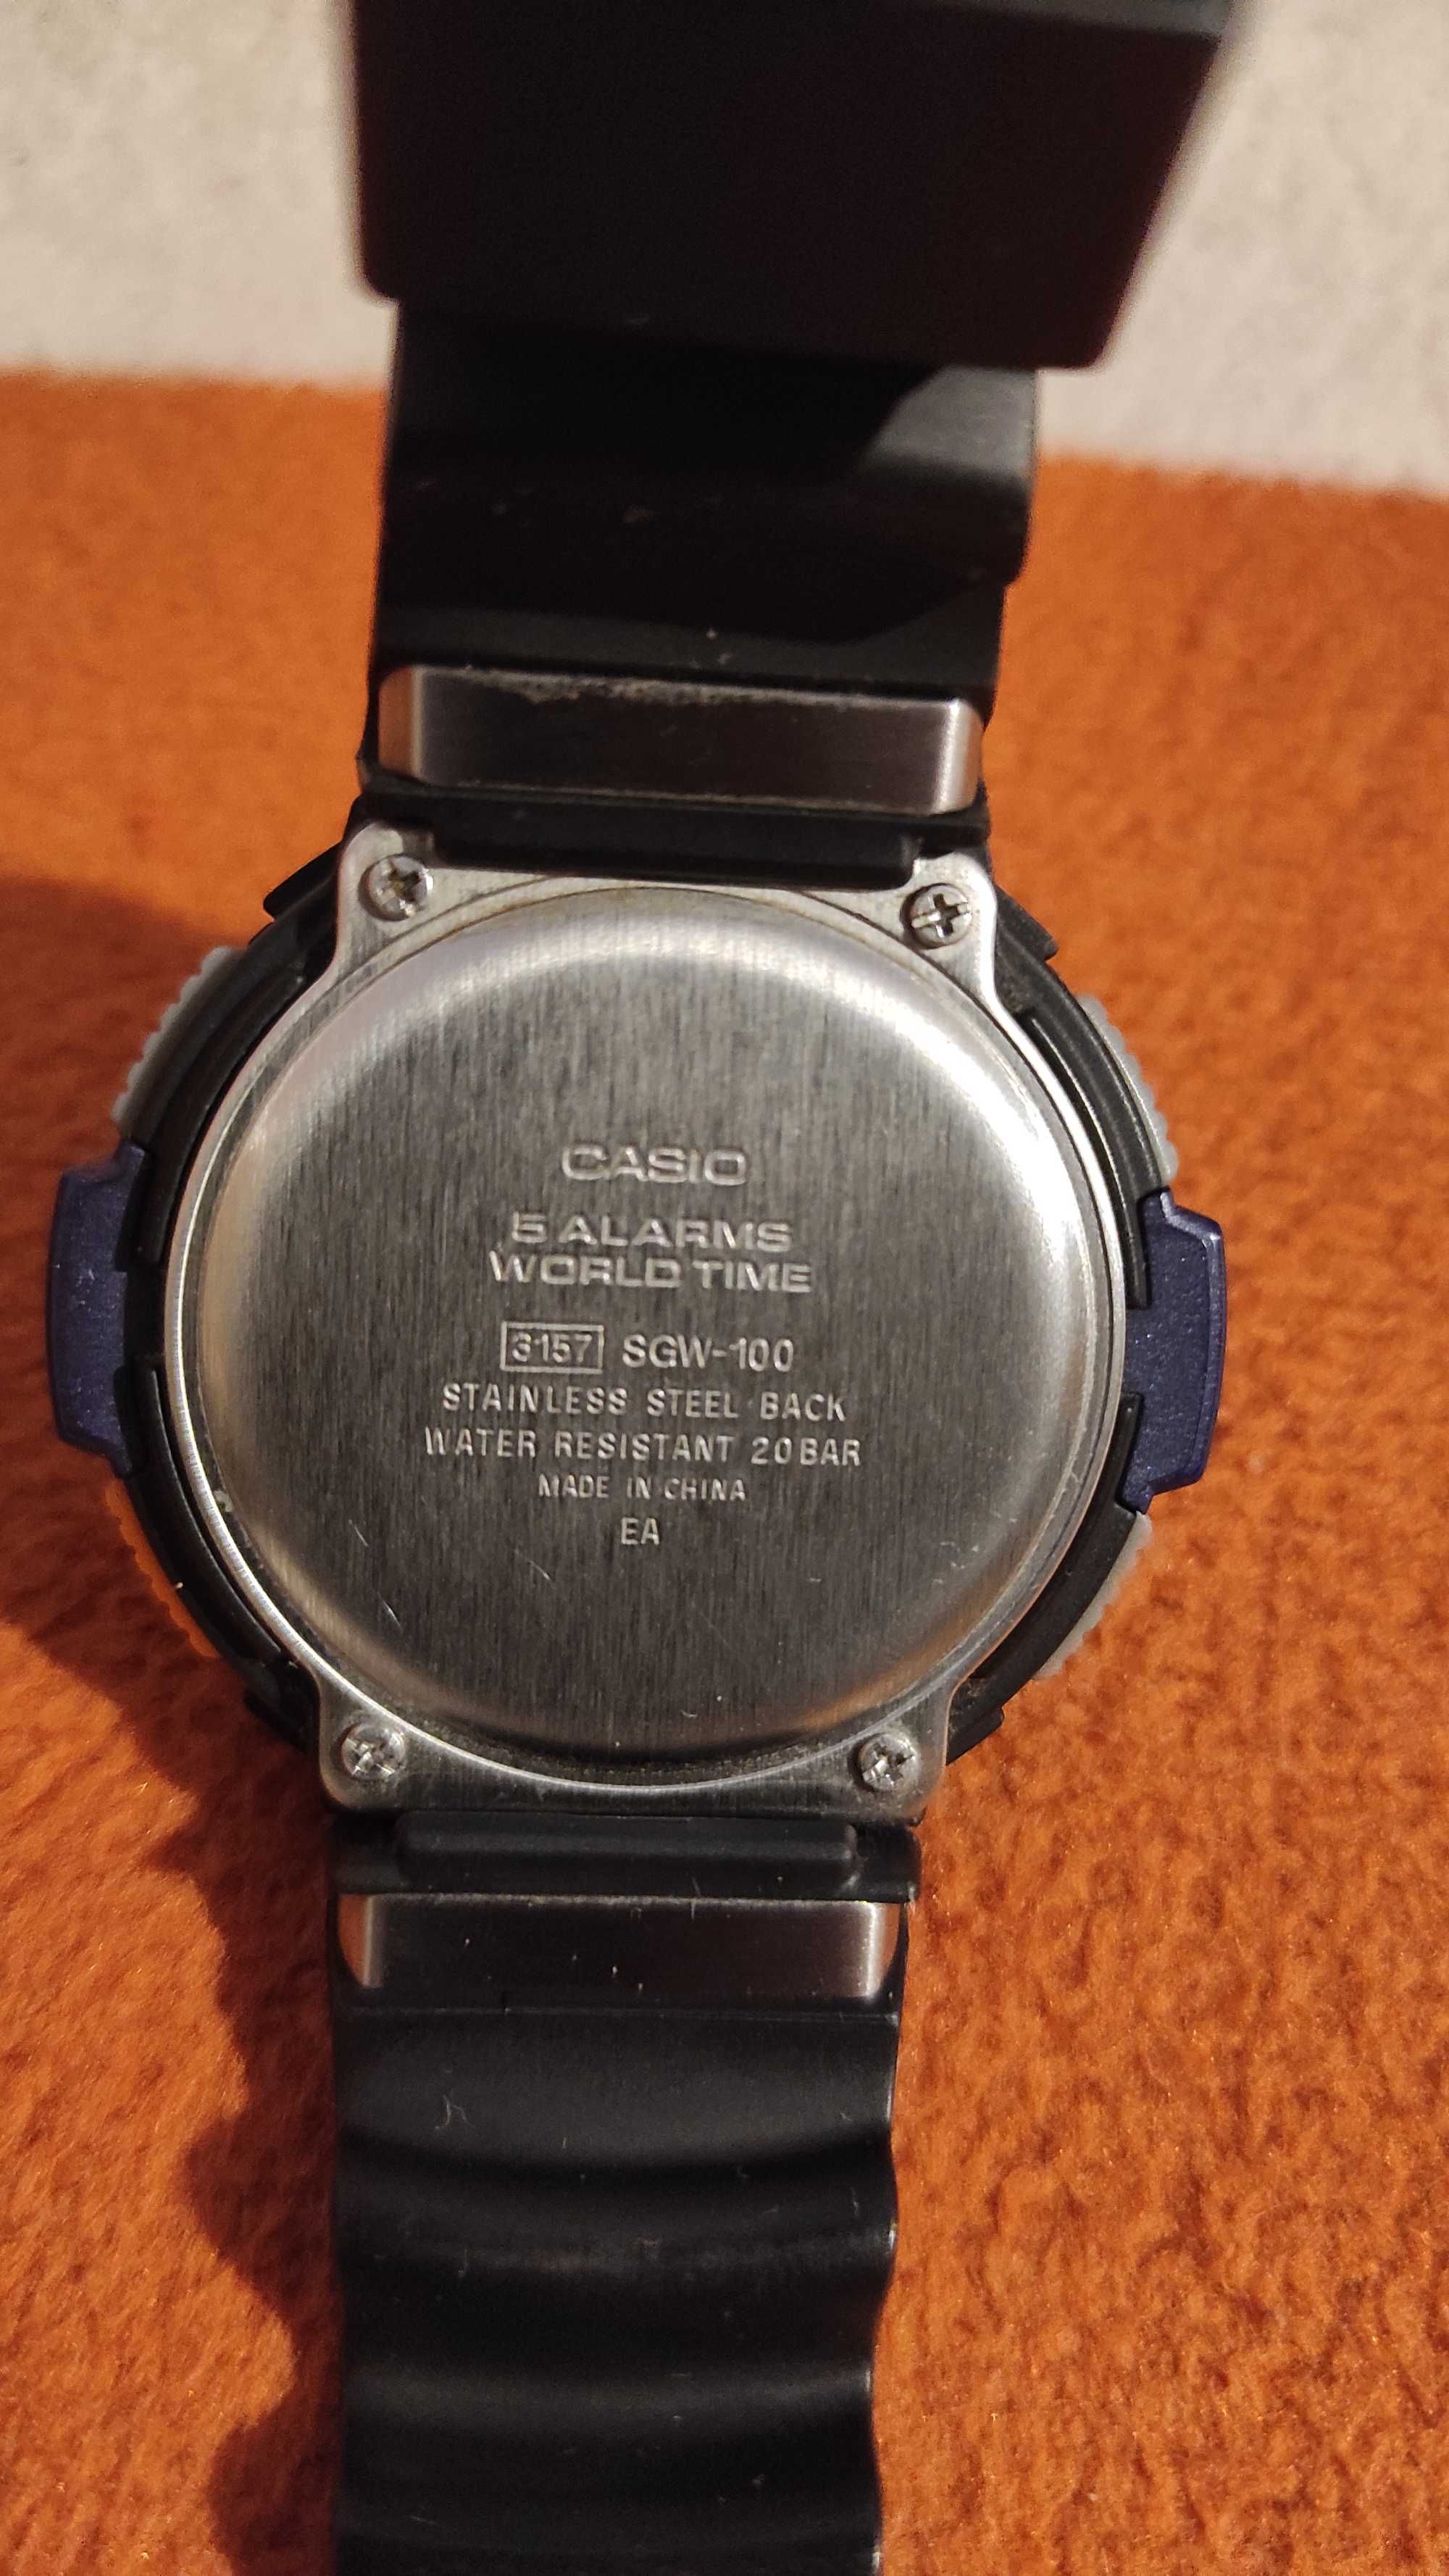 CASIO
5 ALARMS
WORLD TIME
3157 SGW-100
STAINLESS STEEL BACK
WATER RESISTANT 20BAR
MADE IN CHINA
EA